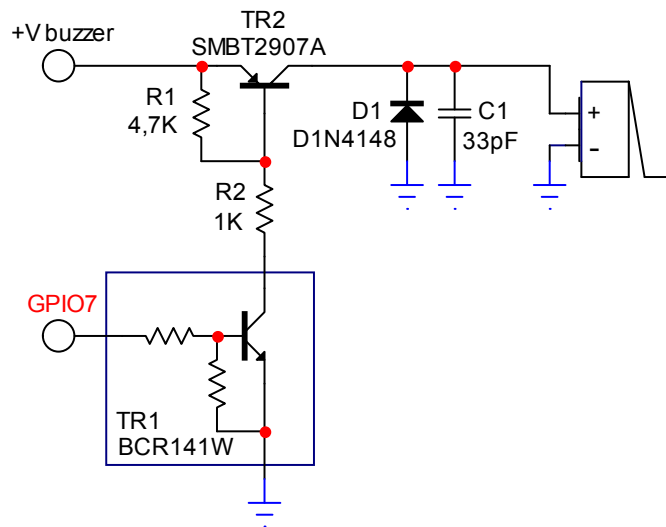 +V buzzer
TR2
SMBT2907A
R1
4,7K
D1
D1N4148
C1
33pF
+
-
R2
1K
GPIO7
TR1
BCR141W